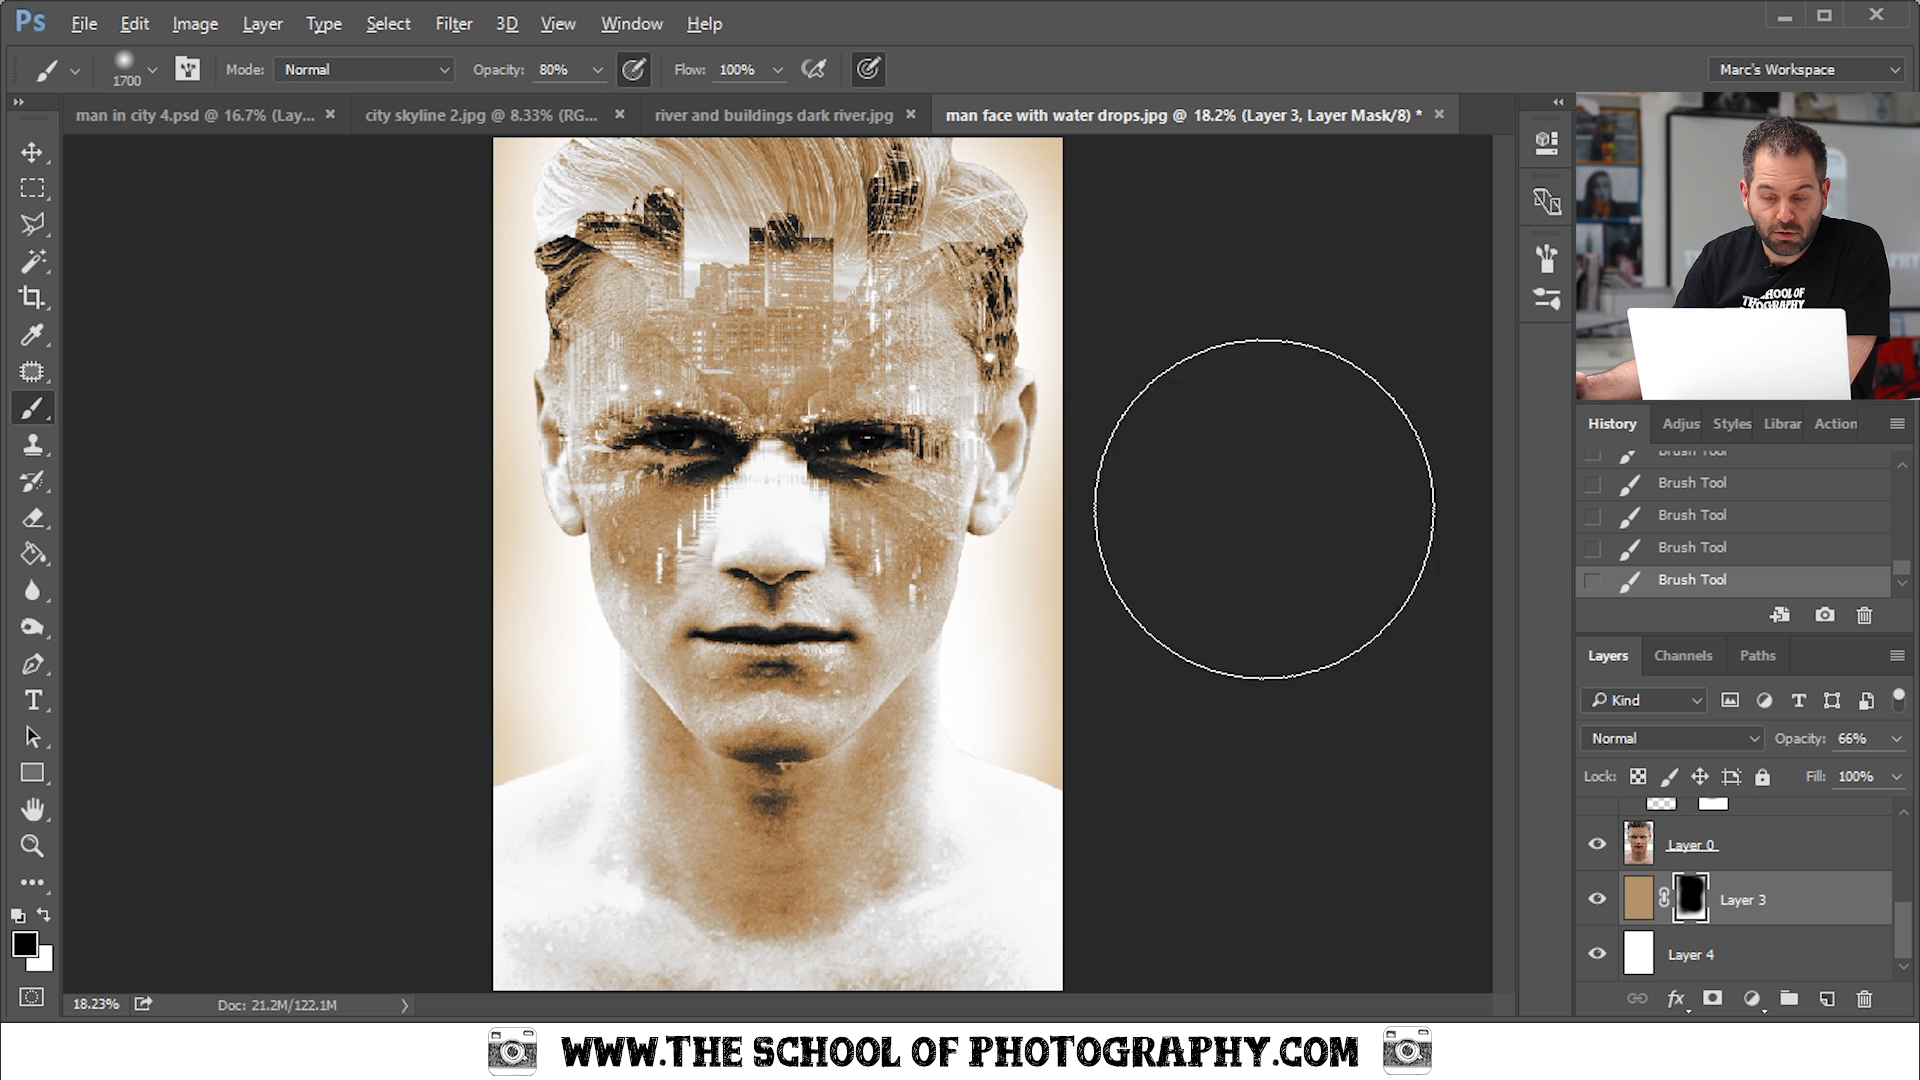 Ps File Edit Image Layer Type Select Filter 3D View Window Help
1700 Mode: Normal Opacity: 80% Flow: 100% Marc's Workspace
man in city 4.psd @ 16.7% (Lay... city skyline 2.jpg @ 8.33% (RG... river and buildings dark river.jpg man face with water drops.jpg @ 18.2% (Layer 3, Layer Mask/8) *
History Adjus Styles Librar Action
Brush Tool
Brush Tool
Brush Tool
Brush Tool
Brush Tool
Layers Channels Paths
Kind
Normal Opacity: 66%
Lock: Fill: 100%
Layer 0
Layer 3
Layer 4
18.23% Doc: 21.2M/122.1M
WWW.THE SCHOOL OF PHOTOGRAPHY.COM